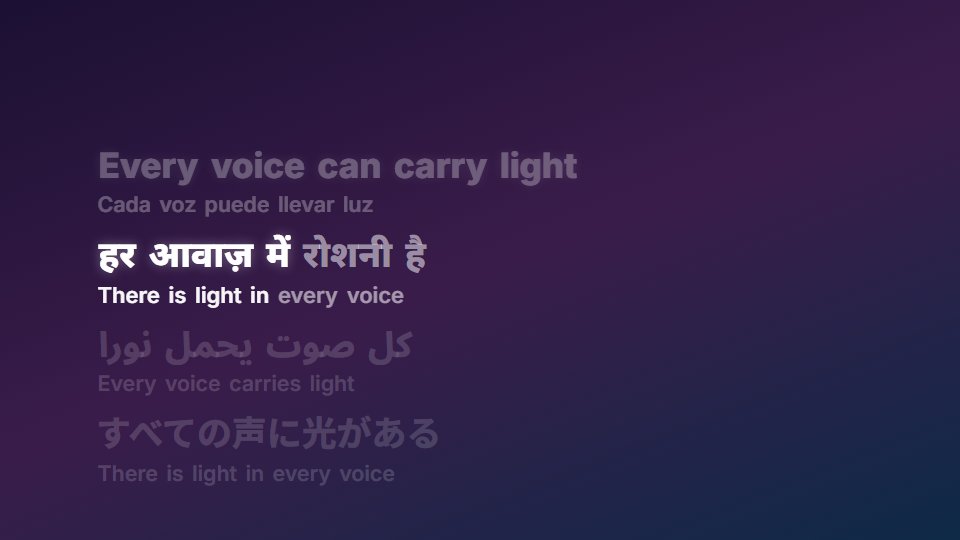 Every voice can carry light
Cada voz puede llevar luz
हर आवाज़ में रोशनी है
There is light in every voice
كل صوت يحمل نورا
Every voice carries light
すべての声に光がある
There is light in every voice